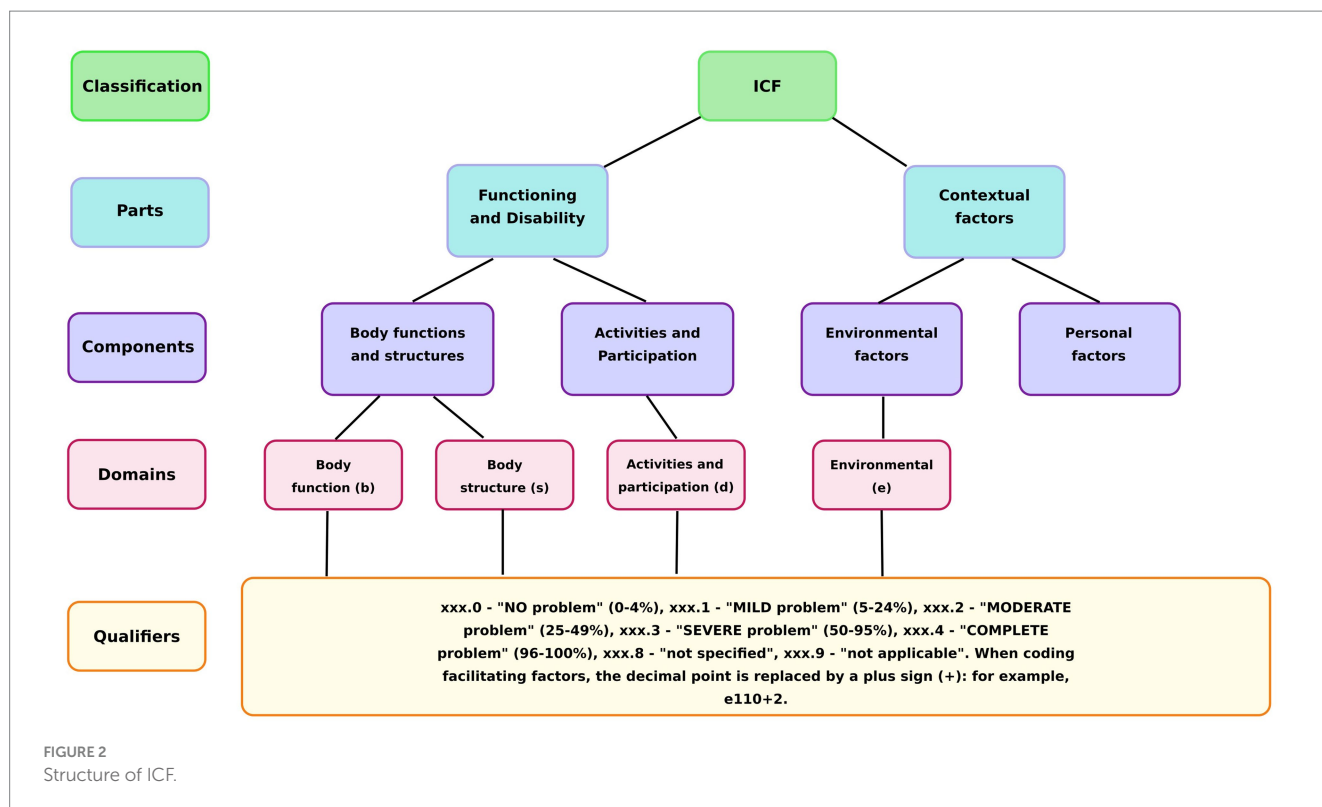 Classification
ICF
Parts
Functioning
and Disability
Contextual
factors
Components
Body functions
and structures
Activities and
Participation
Environmental
factors
Personal
factors
Domains
Body
function (b)
Body
structure (s)
Activities and
participation (d)
Environmental
(e)
Qualifiers
xxx.0 - "NO problem" (0-4%), xxx.1 - "MILD problem" (5-24%), xxx.2 - "MODERATE
problem" (25-49%), xxx.3 - "SEVERE problem" (50-95%), xxx.4 - "COMPLETE
problem" (96-100%), xxx.8 - "not specified", xxx.9 - "not applicable". When coding
facilitating factors, the decimal point is replaced by a plus sign (+): for example,
e110+2.
FIGURE 2
Structure of ICF.